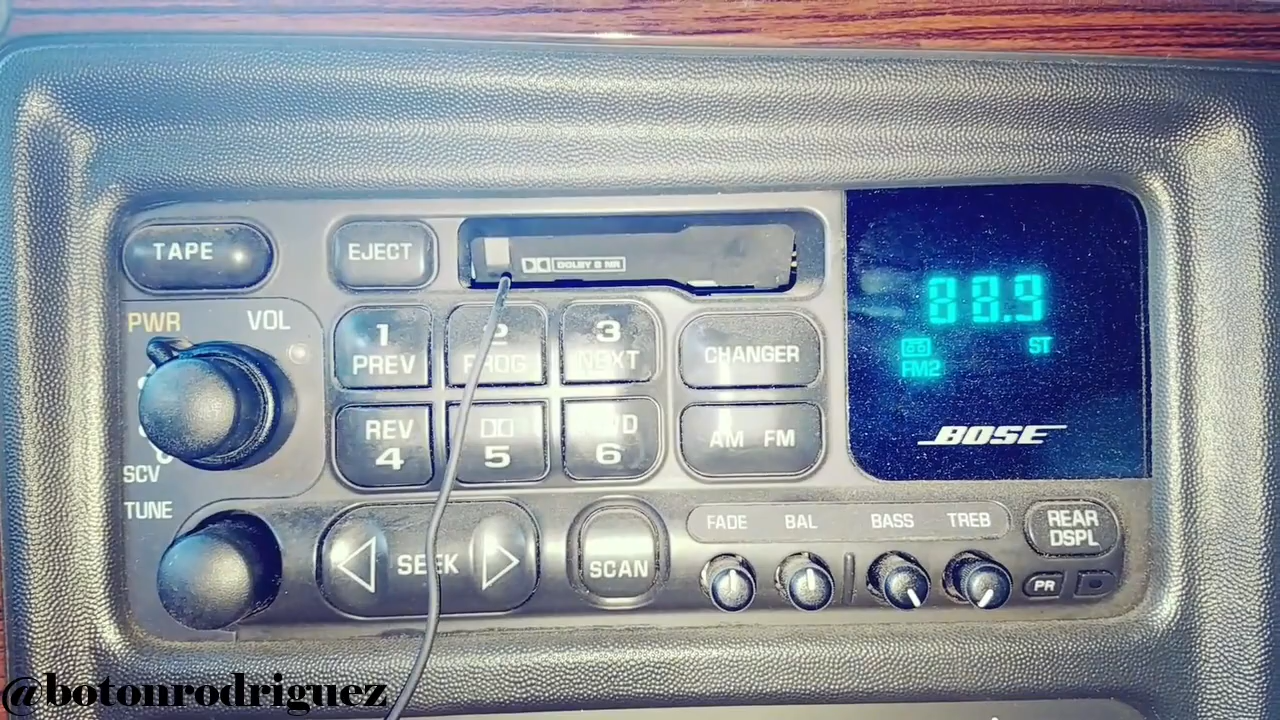 TAPE
EJECT
DOLBY B NR
PWR
VOL
1
PREV
2
PROG
3
NEXT
CHANGER
88.9
ST
FM2
BOSE
REV
4
5
6
AM FM
SCV
TUNE
SEEK
SCAN
FADE
BAL
BASS
TREB
REAR
DSPL
PR
@botonrodriguez